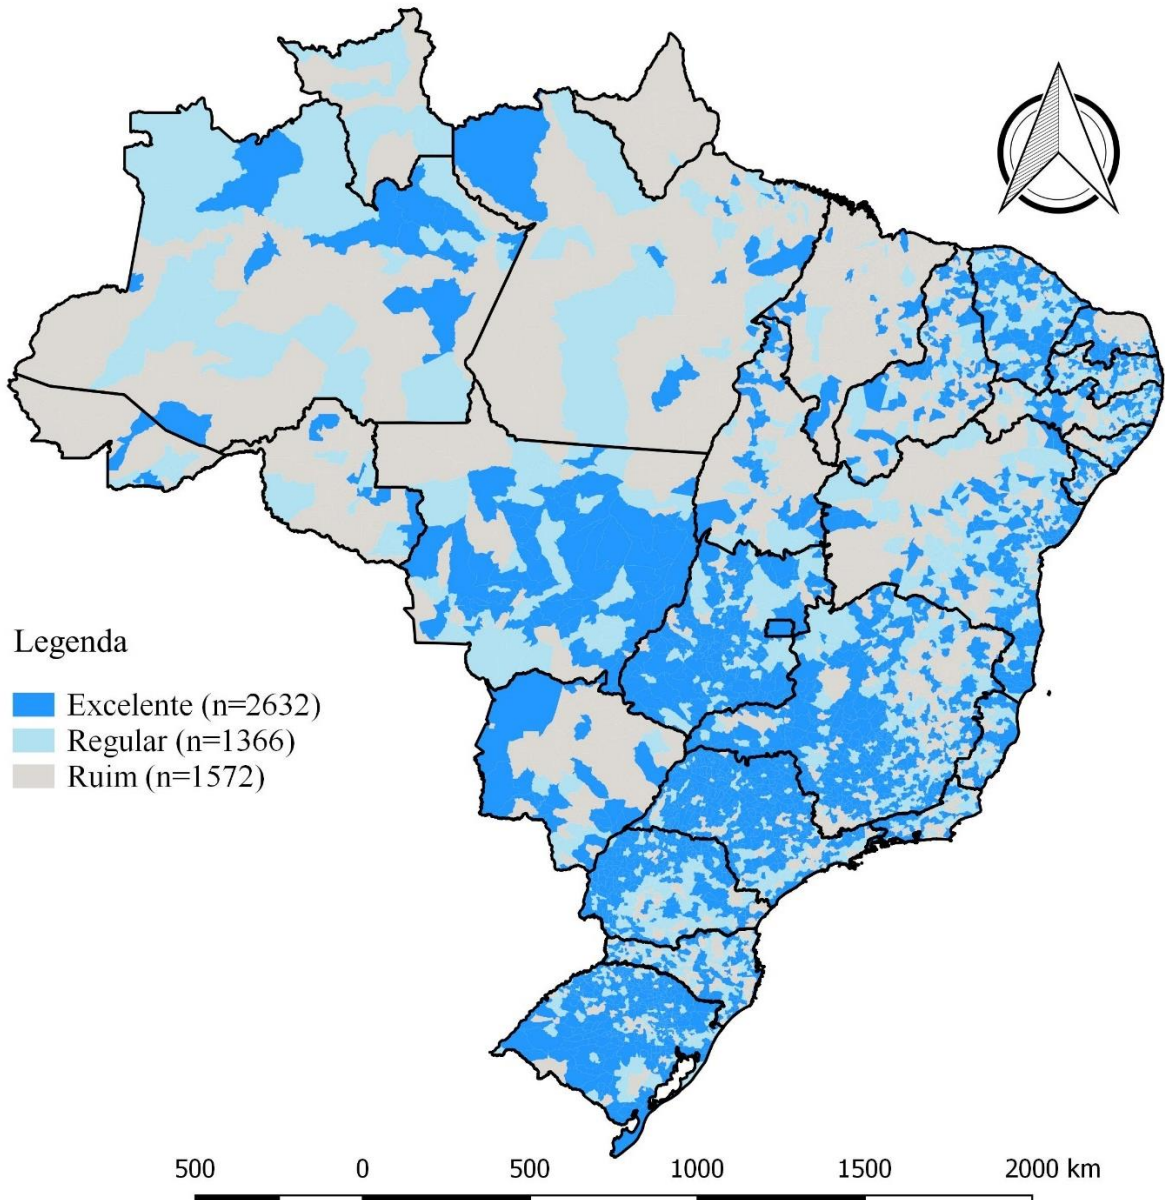 Legenda
Excelente (n=2632)
Regular (n=1366)
Ruim (n=1572)
500 0 500 1000 1500 2000 km